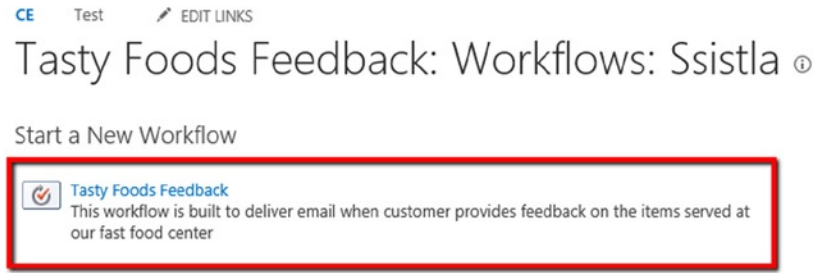 CE Test EDIT LINKS
Tasty Foods Feedback: Workflows: Ssistla
Start a New Workflow
Tasty Foods Feedback
This workflow is built to deliver email when customer provides feedback on the items served at
our fast food center